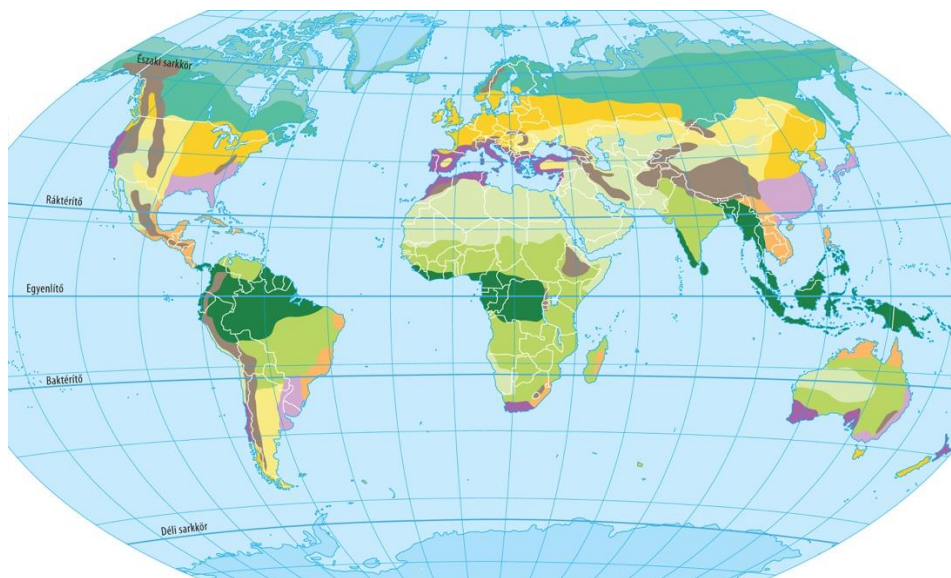 Északi sarkkör
Ráktérítő
Egyenlítő
Baktérítő
Déli sarkkör